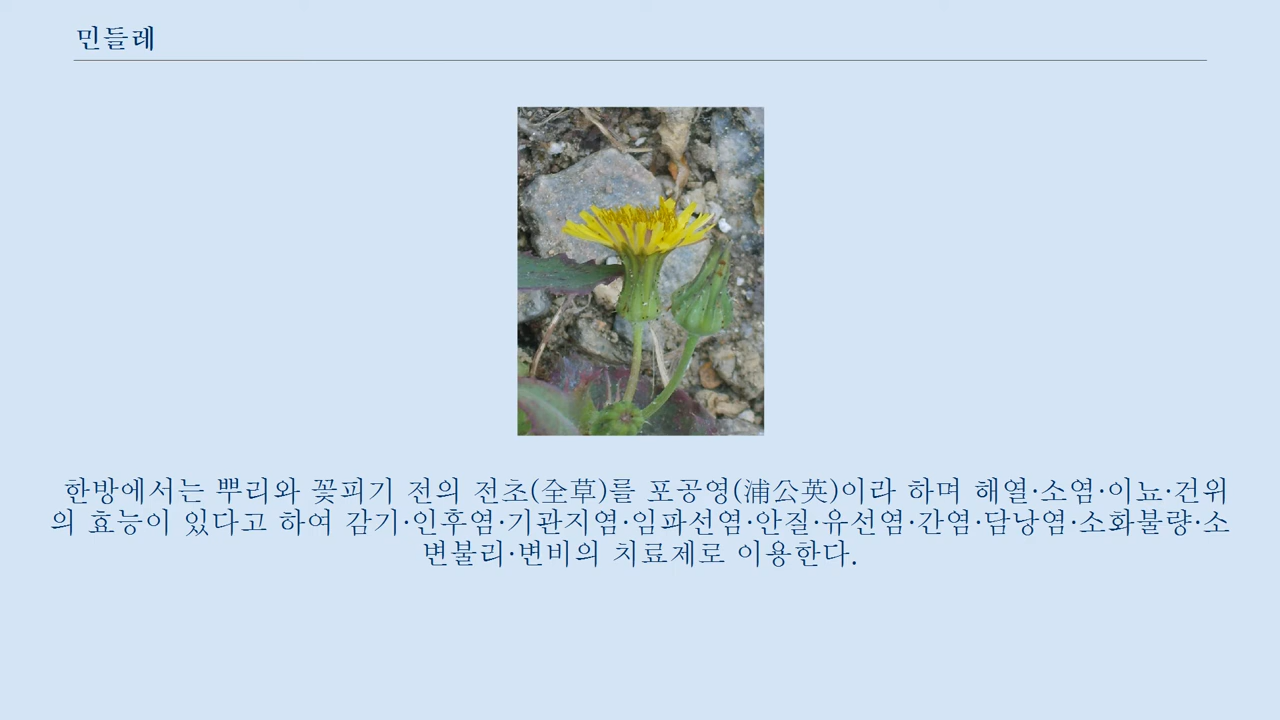 민들레
한방에서는 뿌리와 꽃피기 전의 전초(全草)를 포공영(浦公英)이라 하며 해열·소염·이뇨·건위
의 효능이 있다고 하여 감기·인후염·기관지염·임파선염·안질·유선염·간염·담낭염·소화불량·소
변불리·변비의 치료제로 이용한다.